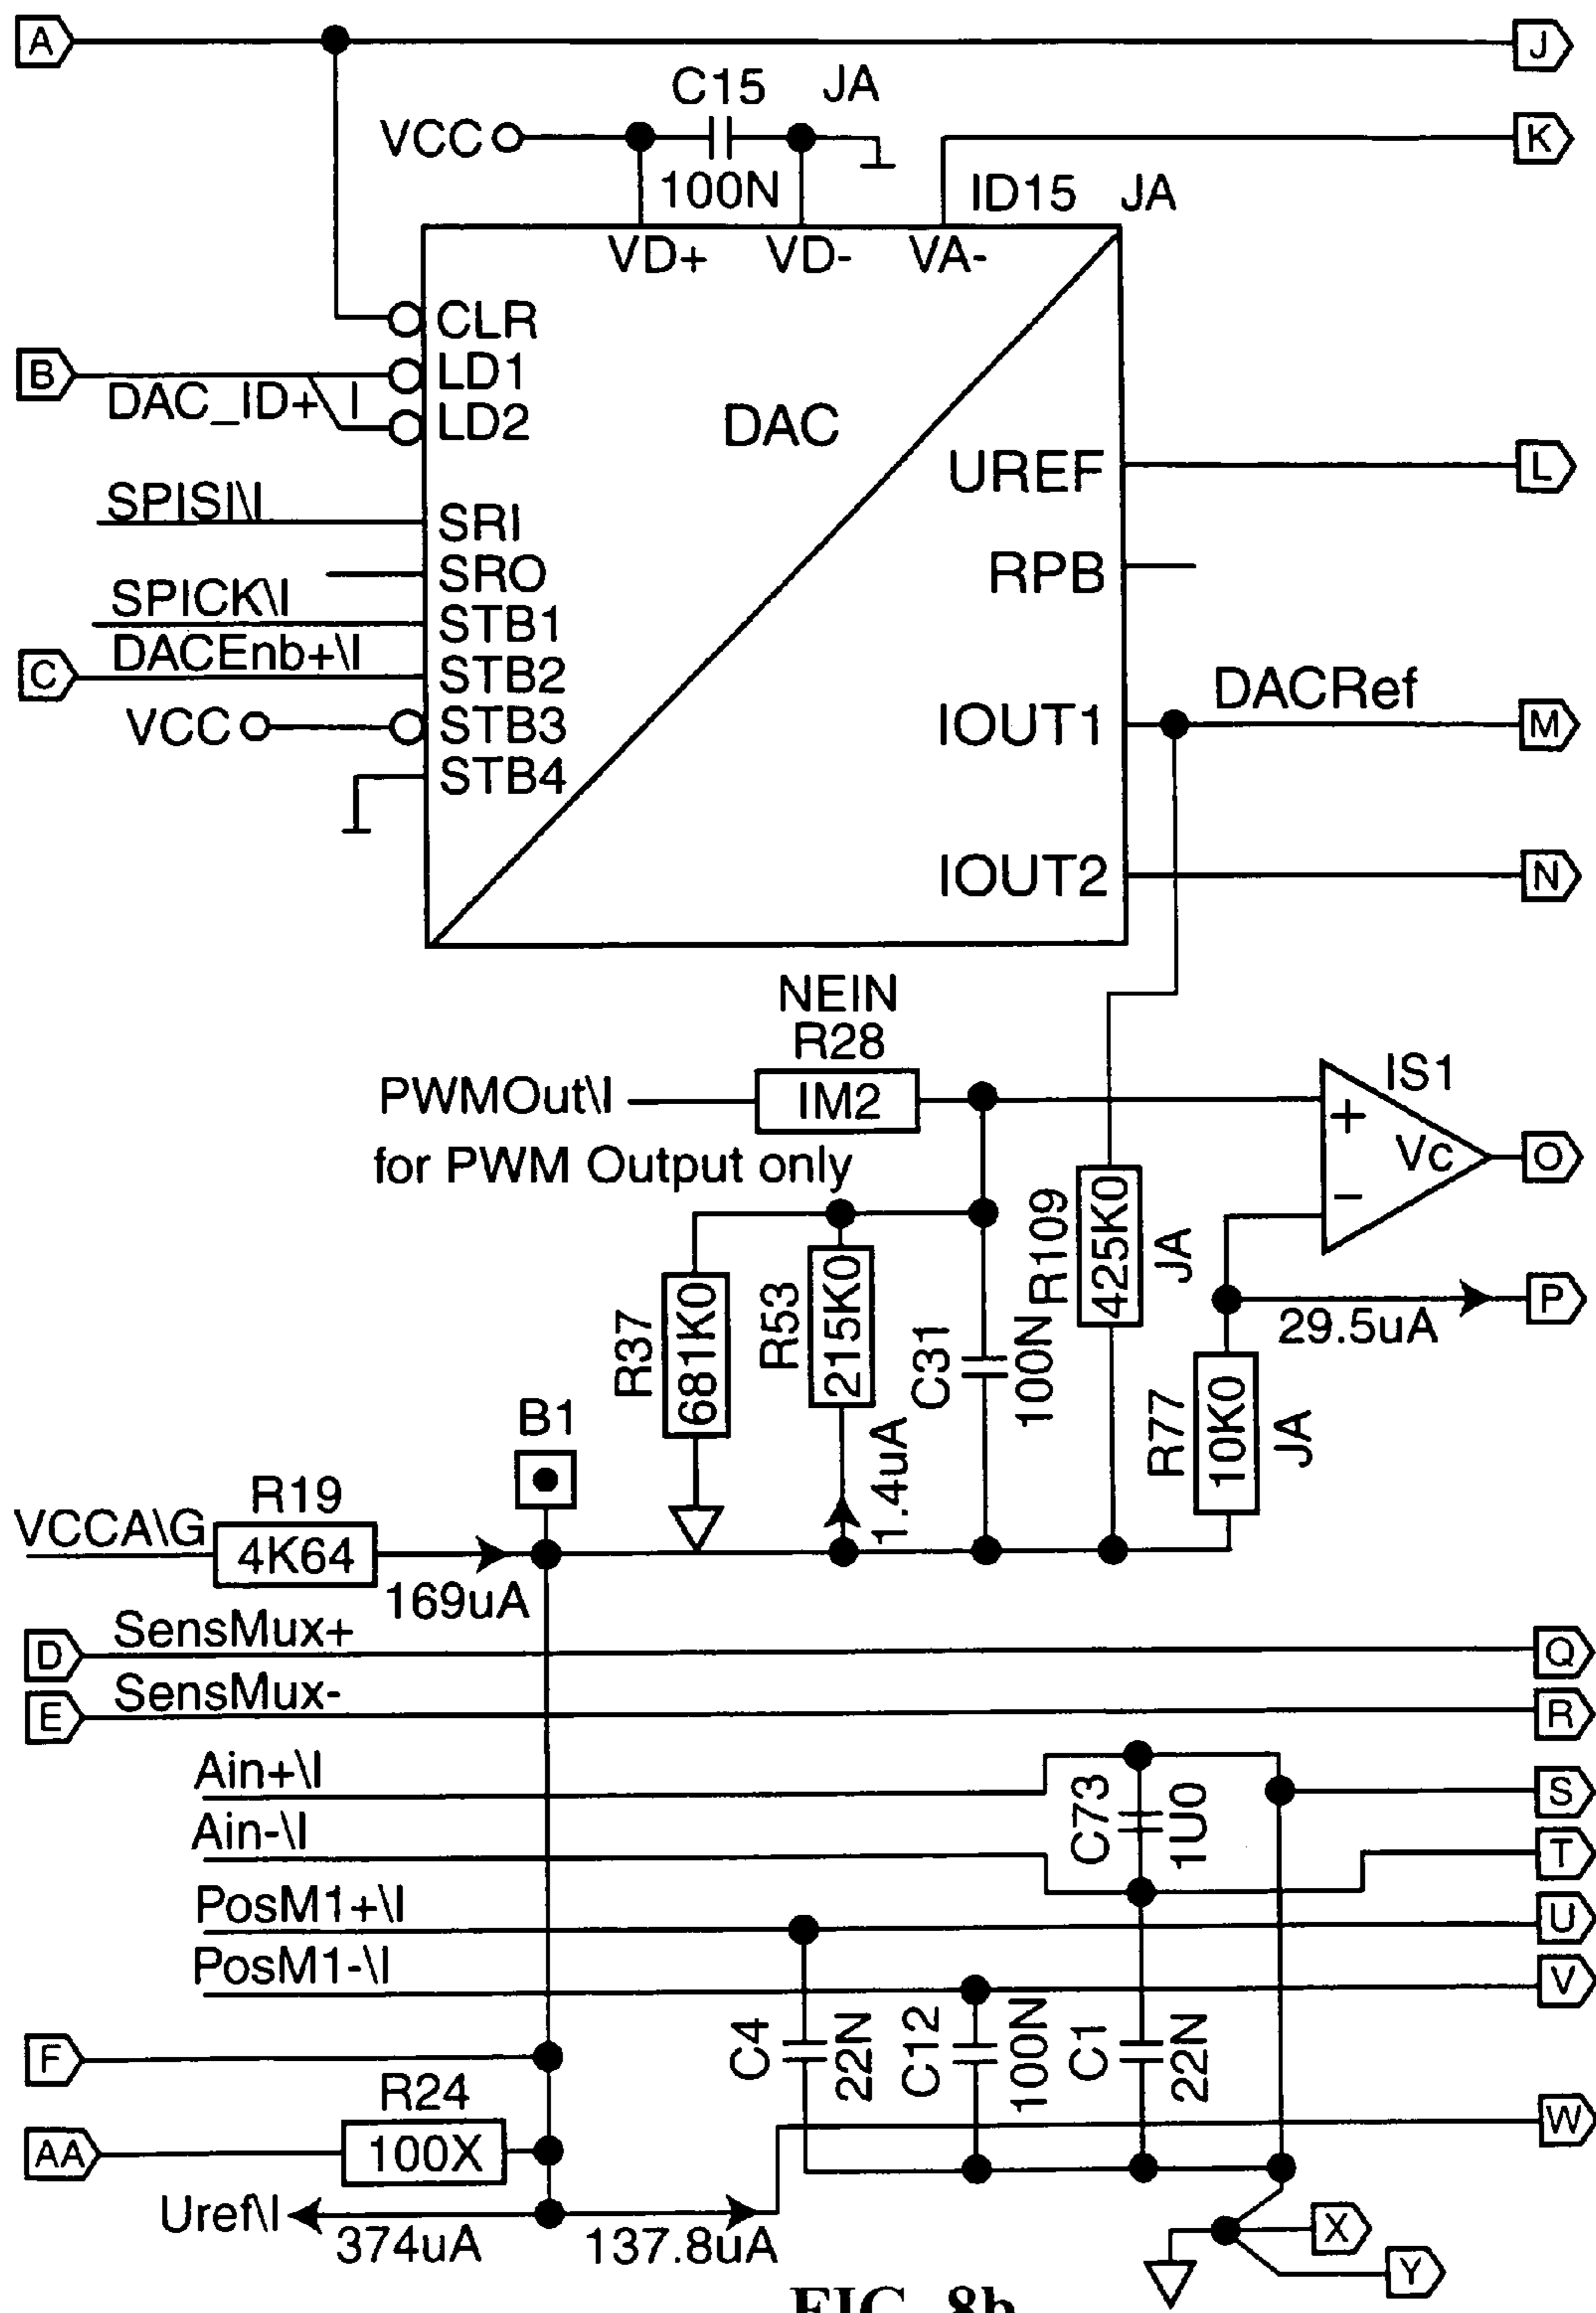 A
J
C15 JA
VCC
K
100N
ID15 JA
VD+ VD- VA-
CLR
B
LD1
DAC_ID+\I
LD2
DAC
UREF
L
SPISI\I
SRI
SRO
RPB
SPICK\I
STB1
DACEnb+\I
C
STB2
DACRef
VCC
STB3
IOUT1
M
STB4
IOUT2
N
NEIN
R28
IS1
PWMOut\I
IM2
+
Vc
O
for PWM Output only
−
R109
425K0
JA
R37
681K0
R53
215K0
C31
100N
P
29.5uA
R77
10K0
JA
B1
1.4uA
R19
VCCA\G
4K64
169uA
D
SensMux+
Q
E
SensMux-
R
Ain+\I
C73
1U0
S
Ain-\I
T
PosM1+\I
U
PosM1-\I
V
C4
22N
C12
100N
C1
22N
F
R24
W
AA
100X
Uref\I
374uA
137.8uA
X
Y
FIG. 8b